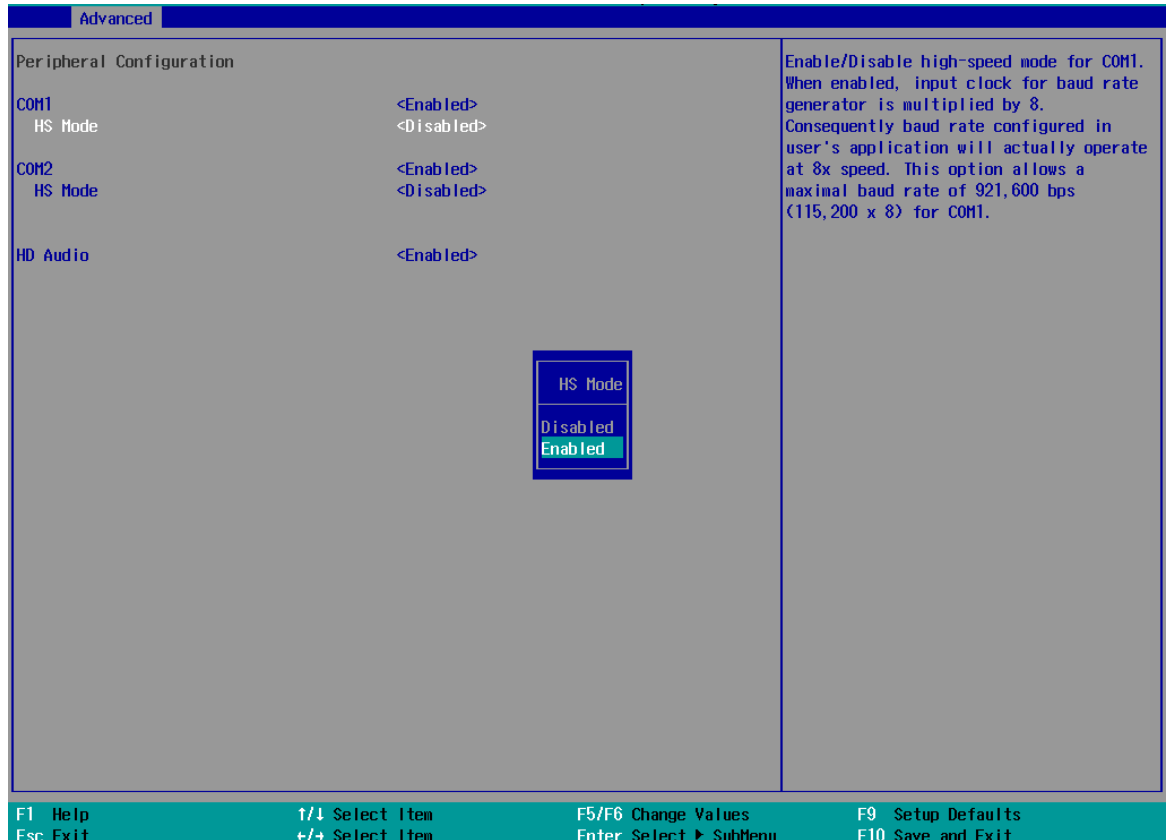 Advanced
Peripheral Configuration
COM1 <Enabled>
HS Mode <Disabled>
COM2 <Enabled>
HS Mode <Disabled>
HD Audio <Enabled>
Enable/Disable high-speed mode for COM1.
When enabled, input clock for baud rate
generator is multiplied by 8.
Consequently baud rate configured in
user's application will actually operate
at 8x speed. This option allows a
maximal baud rate of 921,600 bps
(115,200 x 8) for COM1.
HS Mode
Disabled
Enabled
F1 Help ↑/↓ Select Item F5/F6 Change Values F9 Setup Defaults
Esc Exit ←/→ Select Item Enter Select ▶ SubMenu F10 Save and Exit